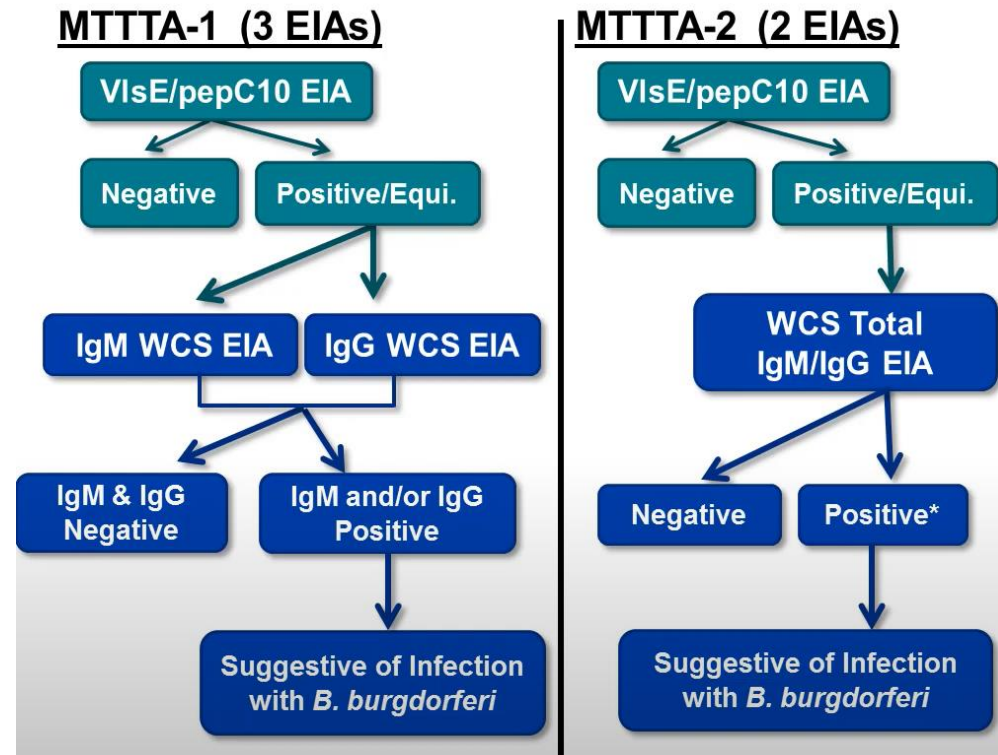 MTTTA-1 (3 EIAs)
VlsE/pepC10 EIA
Negative
Positive/Equi.
IgM WCS EIA
IgG WCS EIA
IgM & IgG
Negative
IgM and/or IgG
Positive
Suggestive of Infection
with B. burgdorferi
MTTTA-2 (2 EIAs)
VlsE/pepC10 EIA
Negative
Positive/Equi.
WCS Total
IgM/IgG EIA
Negative
Positive*
Suggestive of Infection
with B. burgdorferi